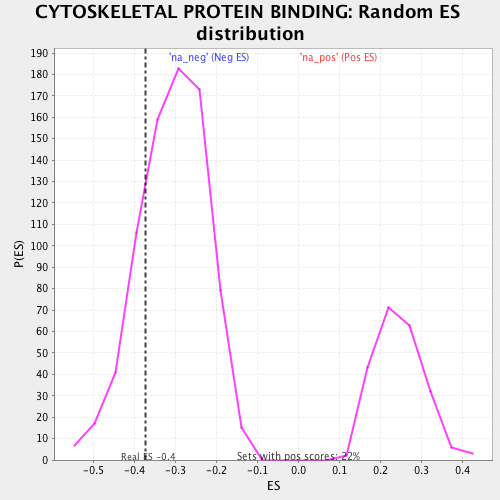 CYTOSKELETAL PROTEIN BINDING: Random ES
distribution
'na_neg' (Neg ES) 'na_pos' (Pos ES)
190
180
170
160
150
140
130
120
110
100
90
80
70
60
50
40
30
20
10
0
P(ES)
Real ES -0.4 Sets with pos scores: 22%
-0.5 -0.4 -0.3 -0.2 -0.1 0.0 0.1 0.2 0.3 0.4
ES